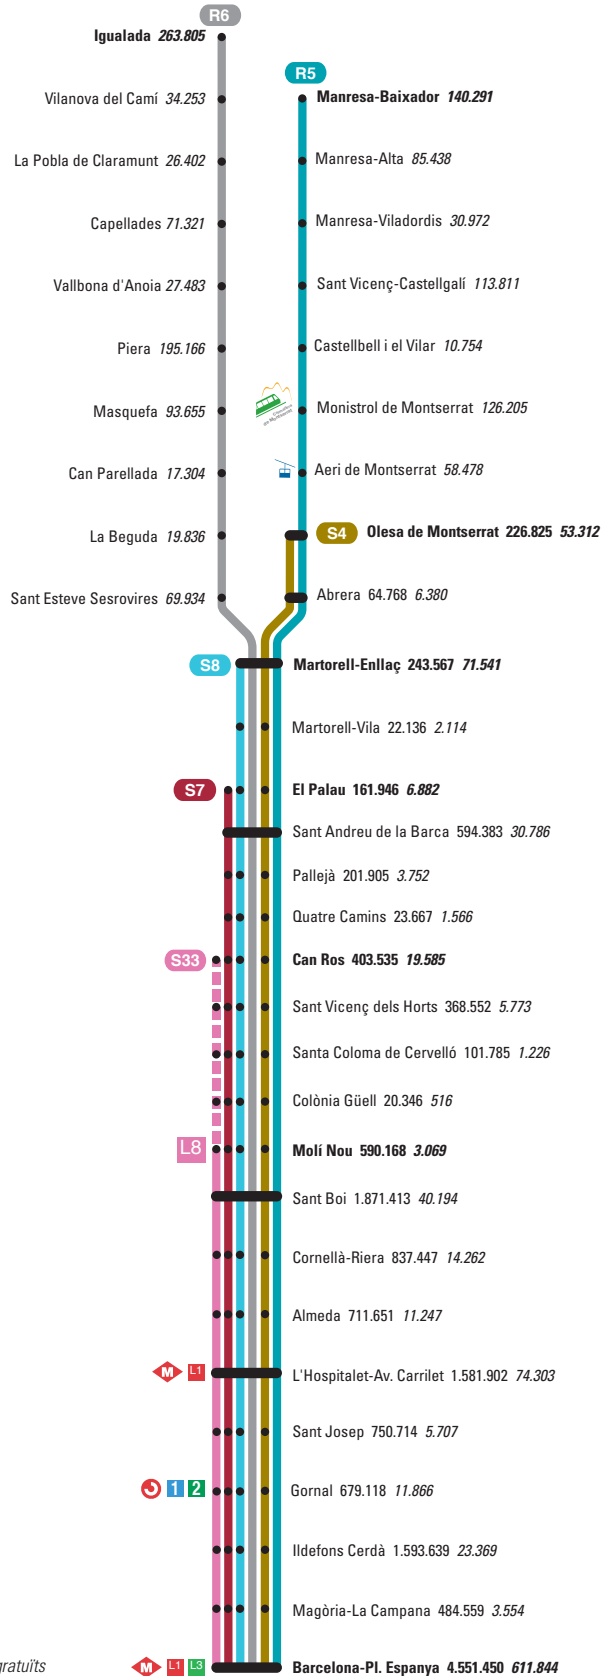 R6
Igualada 263.805
R5
Vilanova del Camí 34.253
Manresa-Baixador 140.291
La Pobla de Claramunt 26.402
Manresa-Alta 85.438
Capellades 71.321
Manresa-Viladordis 30.972
Vallbona d'Anoia 27.483
Sant Vicenç-Castellgalí 113.811
Piera 195.166
Castellbell i el Vilar 10.754
Masquefa 93.655
Monistrol de Montserrat 126.205
Cremallera
de Montserrat
Can Parellada 17.304
Aeri de Montserrat 58.478
La Beguda 19.836
S4 Olesa de Montserrat 226.825 53.312
Sant Esteve Sesrovires 69.934
Abrera 64.768 6.380
S8 Martorell-Enllaç 243.567 71.541
Martorell-Vila 22.136 2.114
S7 El Palau 161.946 6.882
Sant Andreu de la Barca 594.383 30.786
Pallejà 201.905 3.752
Quatre Camins 23.667 1.566
S33 Can Ros 403.535 19.585
Sant Vicenç dels Horts 368.552 5.773
Santa Coloma de Cervelló 101.785 1.226
Colònia Güell 20.346 516
L8 Molí Nou 590.168 3.069
Sant Boi 1.871.413 40.194
Cornellà-Riera 837.447 14.262
Almeda 711.651 11.247
M L1 L'Hospitalet-Av. Carrilet 1.581.902 74.303
Sant Josep 750.714 5.707
1 2 Gornal 679.118 11.866
Ildefons Cerdà 1.593.639 23.369
Magòria-La Campana 484.559 3.554
gratuïts M L1 L3 Barcelona-Pl. Espanya 4.551.450 611.844